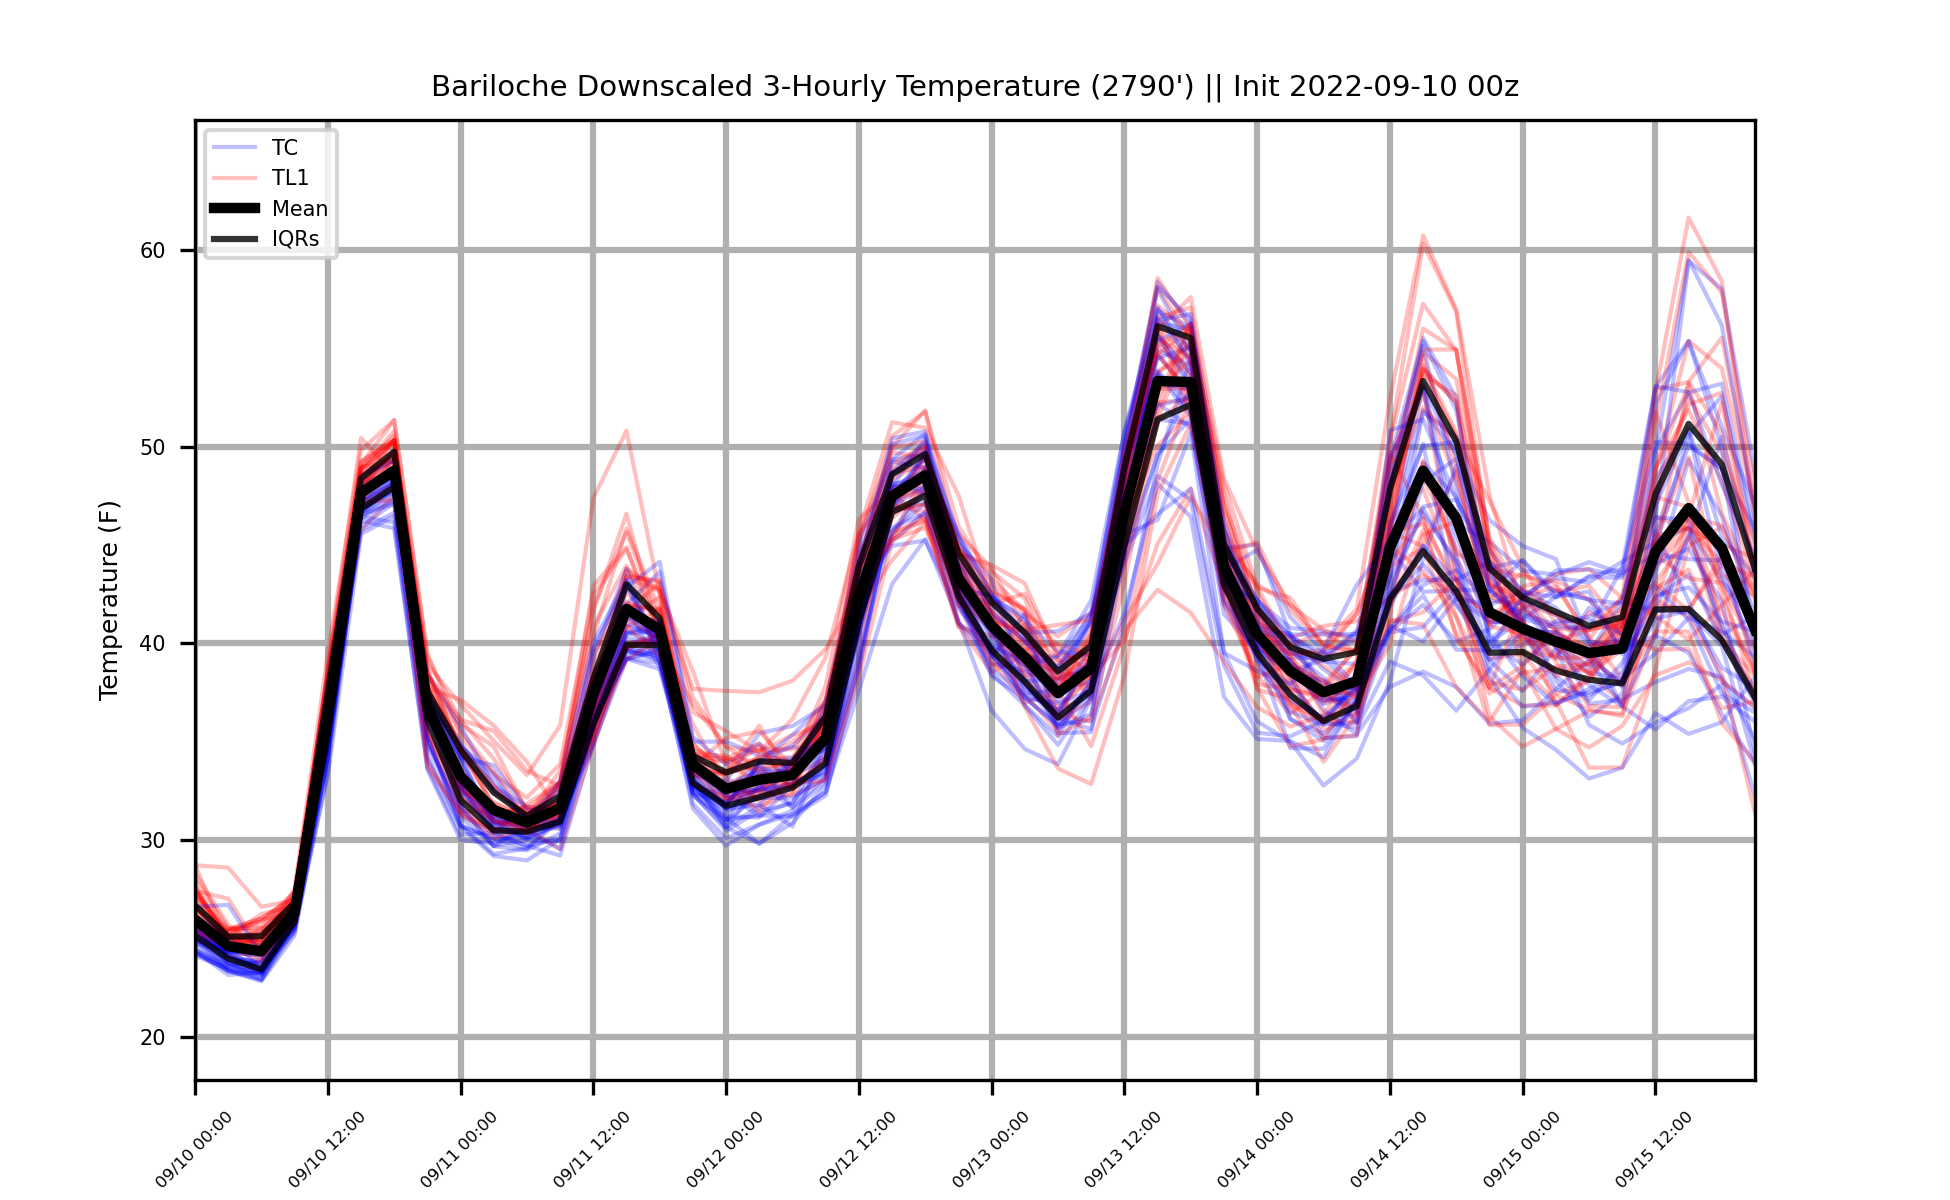 Bariloche Downscaled 3-Hourly Temperature (2790') || Init 2022-09-10 00z
TC
TL1
Mean
IQRs
Temperature (F)
60
50
40
30
20
09/10 00:00
09/10 12:00
09/11 00:00
09/11 12:00
09/12 00:00
09/12 12:00
09/13 00:00
09/13 12:00
09/14 00:00
09/14 12:00
09/15 00:00
09/15 12:00